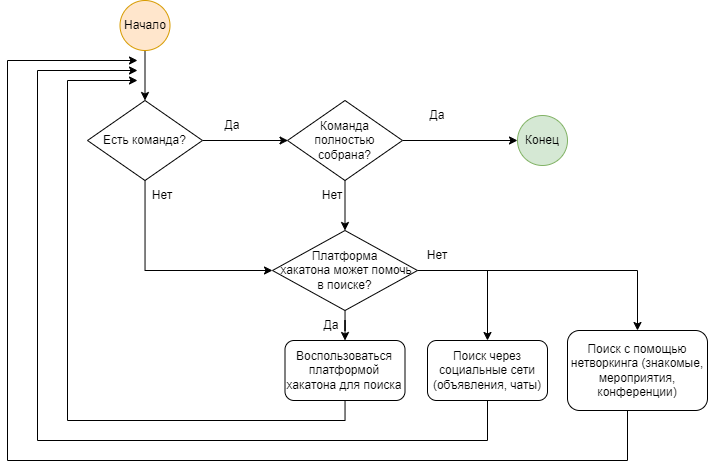 Начало
Есть команда?
Да
Команда
полностью
собрана?
Да
Конец
Нет
Нет
Платформа
хакатона может помочь
в поиске?
Нет
Да
Воспользоваться
платформой
хакатона для поиска
Поиск через
социальные сети
(объявления, чаты)
Поиск с помощью
нетворкинга (знакомые,
мероприятия,
конференции)